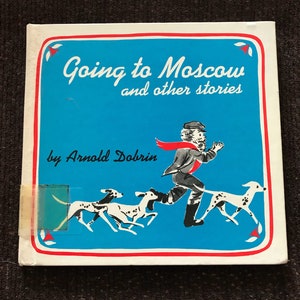 Going to Moscow
and other stories
by Arnold Dobrin